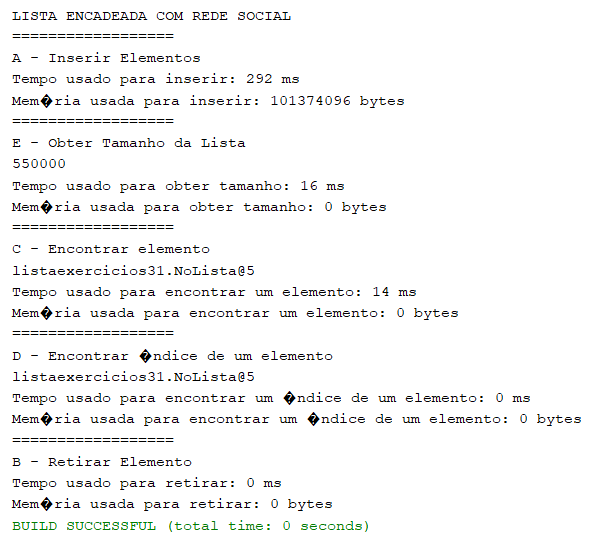 LISTA ENCADEADA COM REDE SOCIAL
==================
A - Inserir Elementos
Tempo usado para inserir: 292 ms
Mem�ria usada para inserir: 101374096 bytes
==================
E - Obter Tamanho da Lista
550000
Tempo usado para obter tamanho: 16 ms
Mem�ria usada para obter tamanho: 0 bytes
==================
C - Encontrar elemento
listaexercicios31.NoLista@5
Tempo usado para encontrar um elemento: 14 ms
Mem�ria usada para encontrar um elemento: 0 bytes
==================
D - Encontrar �ndice de um elemento
listaexercicios31.NoLista@5
Tempo usado para encontrar um �ndice de um elemento: 0 ms
Mem�ria usada para encontrar um �ndice de um elemento: 0 bytes
==================
B - Retirar Elemento
Tempo usado para retirar: 0 ms
Mem�ria usada para retirar: 0 bytes
BUILD SUCCESSFUL (total time: 0 seconds)